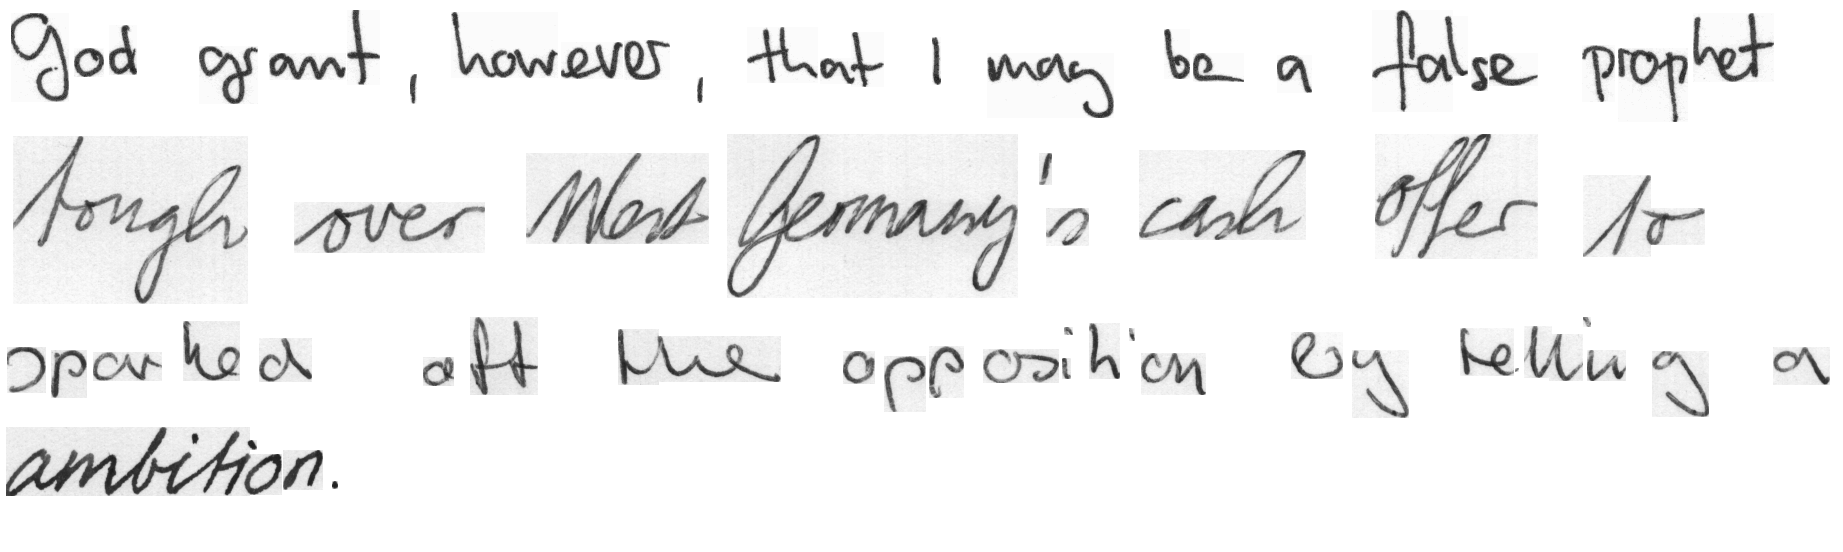 God grant, however, that I may be a false prophet
tough over West Germany's cash offer to
sparked off the opposition by telling a
ambition.